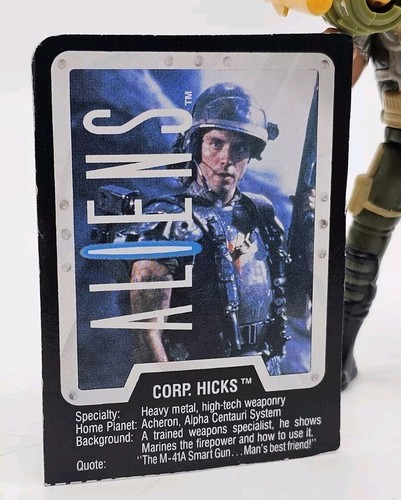 ALIENS™
CORP. HICKS™
Specialty: Heavy metal, high-tech weaponry
Home Planet: Acheron, Alpha Centauri System
Background: A trained weapons specialist, he shows
Marines the firepower and how to use it.
Quote: "The M-41A Smart Gun...Man's best friend!"